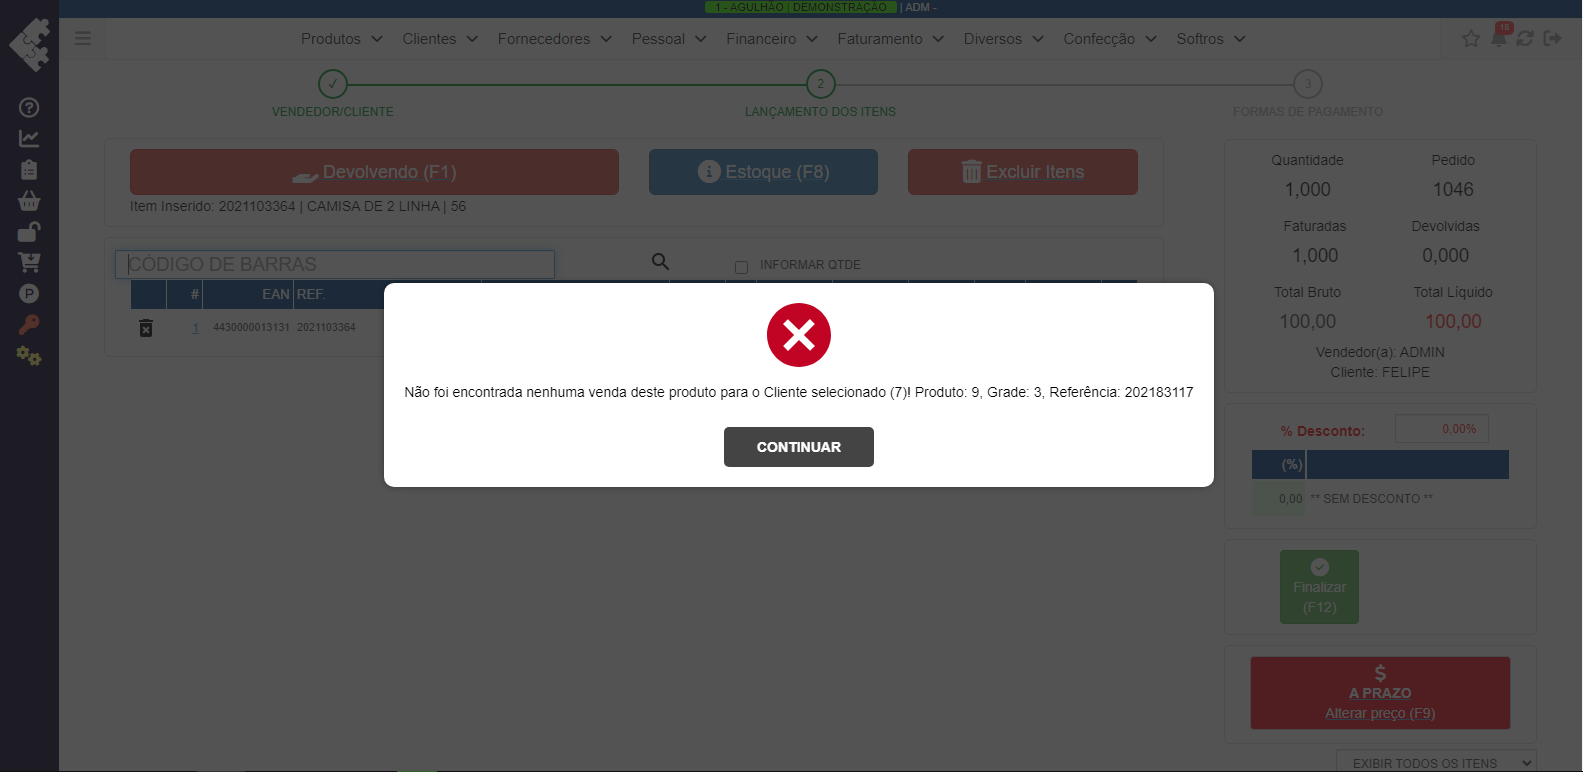 1 - AGULHÃO | DEMONSTRAÇÃO | ADM -
Produtos Clientes Fornecedores Pessoal Financeiro Faturamento Diversos Confecção Softros
18
✓ 2 3
VENDEDOR/CLIENTE LANÇAMENTO DOS ITENS FORMAS DE PAGAMENTO
Devolvendo (F1) Estoque (F8) Excluir Itens
Item Inserido: 2021103364 | CAMISA DE 2 LINHA | 56
CÓDIGO DE BARRAS
INFORMAR QTDE
# EAN REF.
1 4430000013131 2021103364
Não foi encontrada nenhuma venda deste produto para o Cliente selecionado (7)! Produto: 9, Grade: 3, Referência: 202183117
CONTINUAR
Quantidade Pedido
1,000 1046
Faturadas Devolvidas
1,000 0,000
Total Bruto Total Líquido
100,00 100,00
Vendedor(a): ADMIN
Cliente: FELIPE
% Desconto: 0,00%
(%)
0,00 ** SEM DESCONTO **
Finalizar
(F12)
$
A PRAZO
Alterar preço (F9)
EXIBIR TODOS OS ITENS